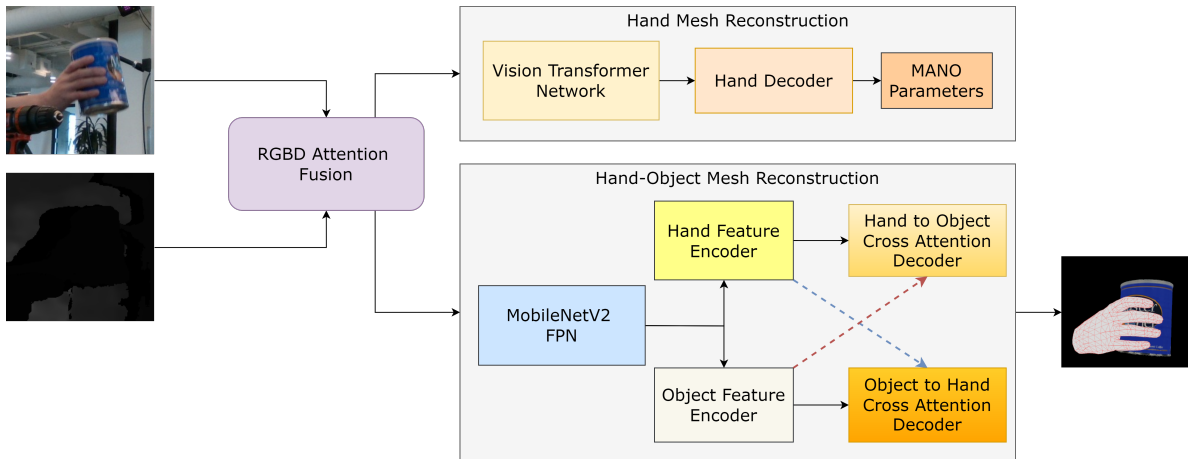 Hand Mesh Reconstruction
Vision Transformer
Network
Hand Decoder
MANO
Parameters
RGBD Attention
Fusion
Hand-Object Mesh Reconstruction
Hand Feature
Encoder
Hand to Object
Cross Attention
Decoder
MobileNetV2
FPN
Object Feature
Encoder
Object to Hand
Cross Attention
Decoder